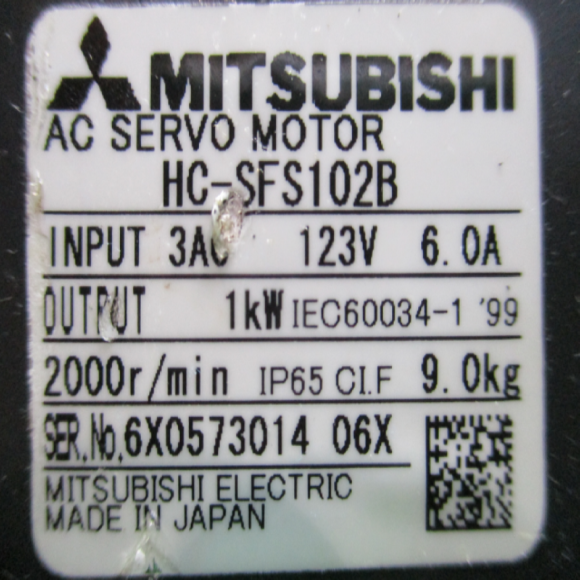 MITSUBISHI
AC SERVO MOTOR
HC-SFS102B
INPUT 3AC 123V 6.0A
OUTPUT 1kW IEC60034-1 '99
2000r/min IP65 CI.F 9.0kg
SER.No.6X0573014 06X
MITSUBISHI ELECTRIC
MADE IN JAPAN